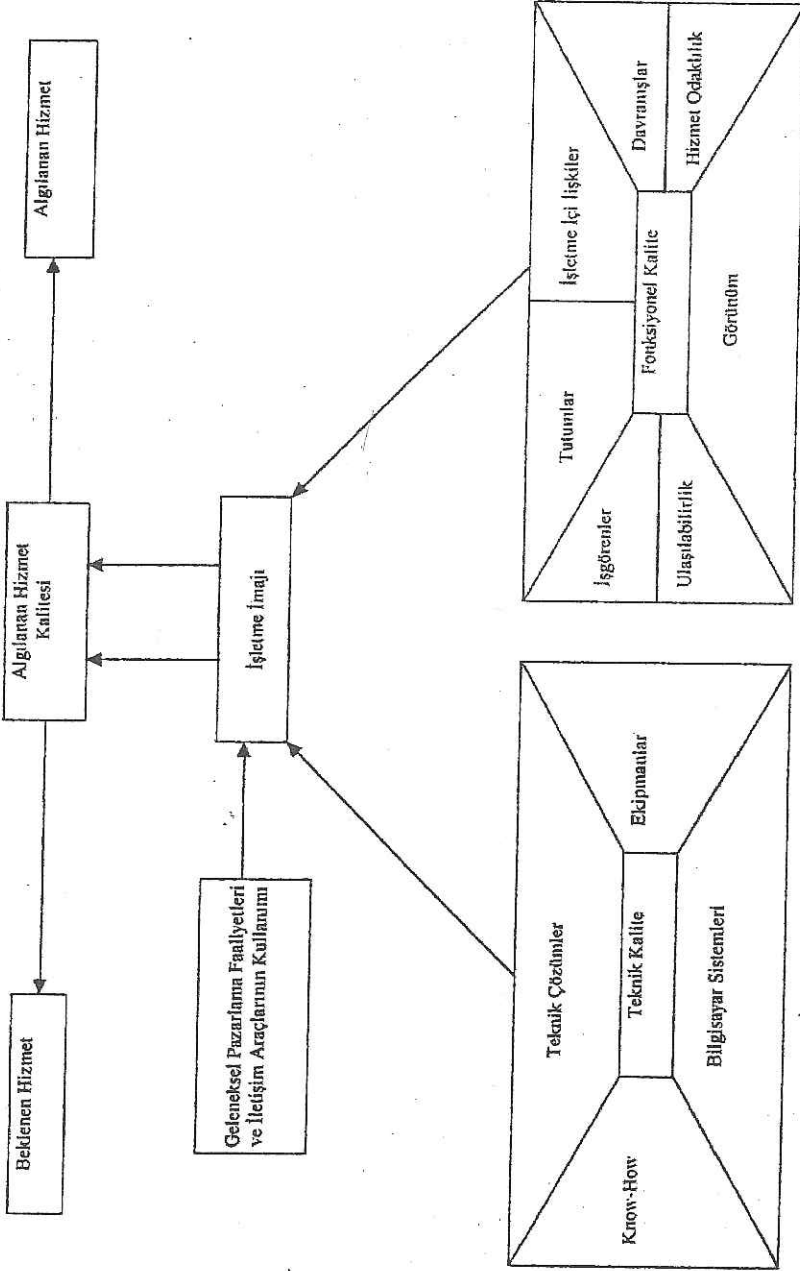 Beklenen Hizmet
Algılanan Hizmet
Kalitesi
Algılanan Hizmet
Geleneksel Pazarlama Faaliyetleri
ve İletişim Araçlarının Kullanımı
İşletme İmajı
Teknik Çözümler
Know-How
Teknik Kalite
Ekipmanlar
Bilgisayar Sistemleri
Tutumlar
İşletme İçi İlişkiler
İşgörenler
Davranışlar
Fonksiyonel Kalite
Ulaşılabilirlik
Hizmet Odaklılık
Görünüm